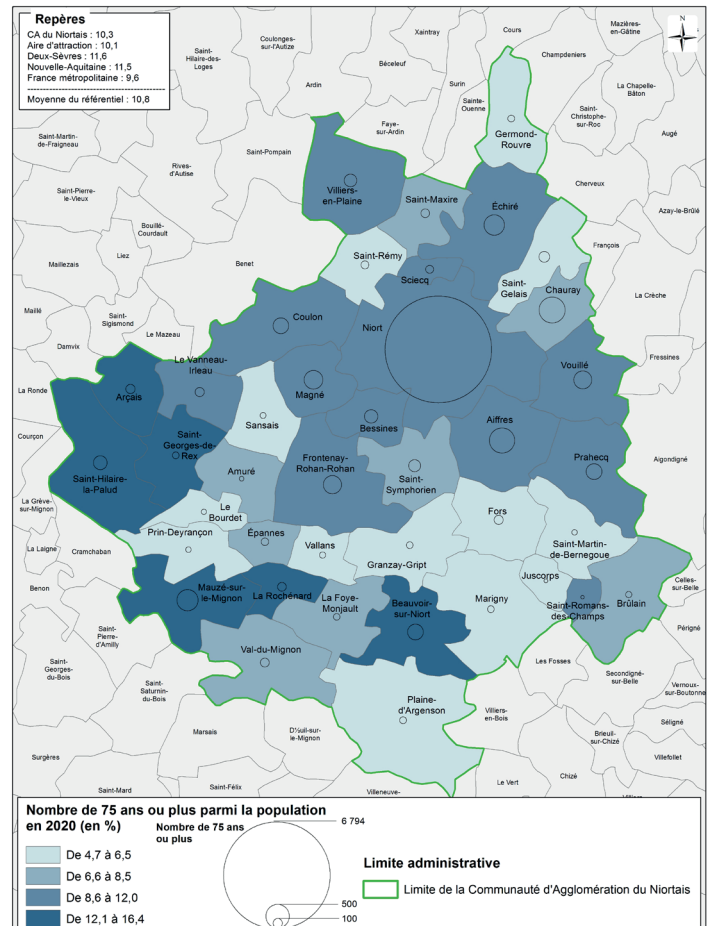 Repères
CA du Niortais : 10,3
Aire d'attraction : 10,1
Deux-Sèvres : 11,6
Nouvelle-Aquitaine : 11,5
France métropolitaine : 9,6
Moyenne du référentiel : 10,8
N
Cours
Xaintray
Mazières-
en-Gâtine
Coulonges-
sur-l'Autize
Saint-
Hilaire-
des-Loges
Champdeniers
Béceleuf
Surin
Ardin
La Chapelle-
Bâton
Sainte-
Ouenne
Saint-
Christophe-
sur-Roc
Faye-
sur-Ardin
Augé
Germond-
Rouvre
Saint-Martin-
de-Fraigneau
Saint-Pompain
Rives-
d'Autise
Cherveux
Saint-Pierre-
le-Vieux
Villiers-
en-Plaine
Saint-Maxire
Échiré
Azay-le-Brûlé
Bouillé-
Courdault
François
Liez
Maillezais
Benet
Saint-Rémy
Sciecq
Saint-
Gelais
Chauray
La Crèche
Maillé
Saint-
Sigismond
Coulon
Niort
Le Mazeau
Damvix
Fressines
Le Vanneau-
Irleau
Vouillé
La Ronde
Arçais
Magné
Sansais
Bessines
Aiffres
Courçon
Saint-
Georges-de-
Rex
Frontenay-
Rohan-Rohan
Prahecq
Aigondigné
Saint-Hilaire-
la-Palud
Amuré
Saint-
Symphorien
La Grève-
sur-Mignon
Le
Bourdet
Fors
Prin-Deyrançon
Épannes
Vallans
Saint-Martin-
de-Bernegoue
La Laigne
Cramchaban
Granzay-Gript
Juscorps
Celles-
sur-Belle
Benon
Mauzé-sur-
le-Mignon
La Rochénard
La Foye-
Monjault
Beauvoir-
sur-Niort
Marigny
Saint-Romans-
des-Champs
Brûlain
Saint-
Pierre-
d'Amilly
Périgné
Val-du-Mignon
Les Fosses
Saint-
Georges-
du-Bois
Secondigné-
sur-Belle
Saint-
Saturnin-
du-Bois
Vernoux-
sur-Boutonne
Plaine-
d'Argenson
Villiers-
en-Bois
Séligné
Marsais
D½uil-sur-
le-Mignon
Brieuil-
sur-Chizé
Surgères
Villefollet
Saint-Mard
Saint-Félix
Villeneuve-
Le Vert
Chizé
Nombre de 75 ans ou plus parmi la population
en 2020 (en %)
Nombre de 75 ans
ou plus
6 794
500
100
De 4,7 à 6,5
De 6,6 à 8,5
De 8,6 à 12,0
De 12,1 à 16,4
Limite administrative
Limite de la Communauté d'Agglomération du Niortais